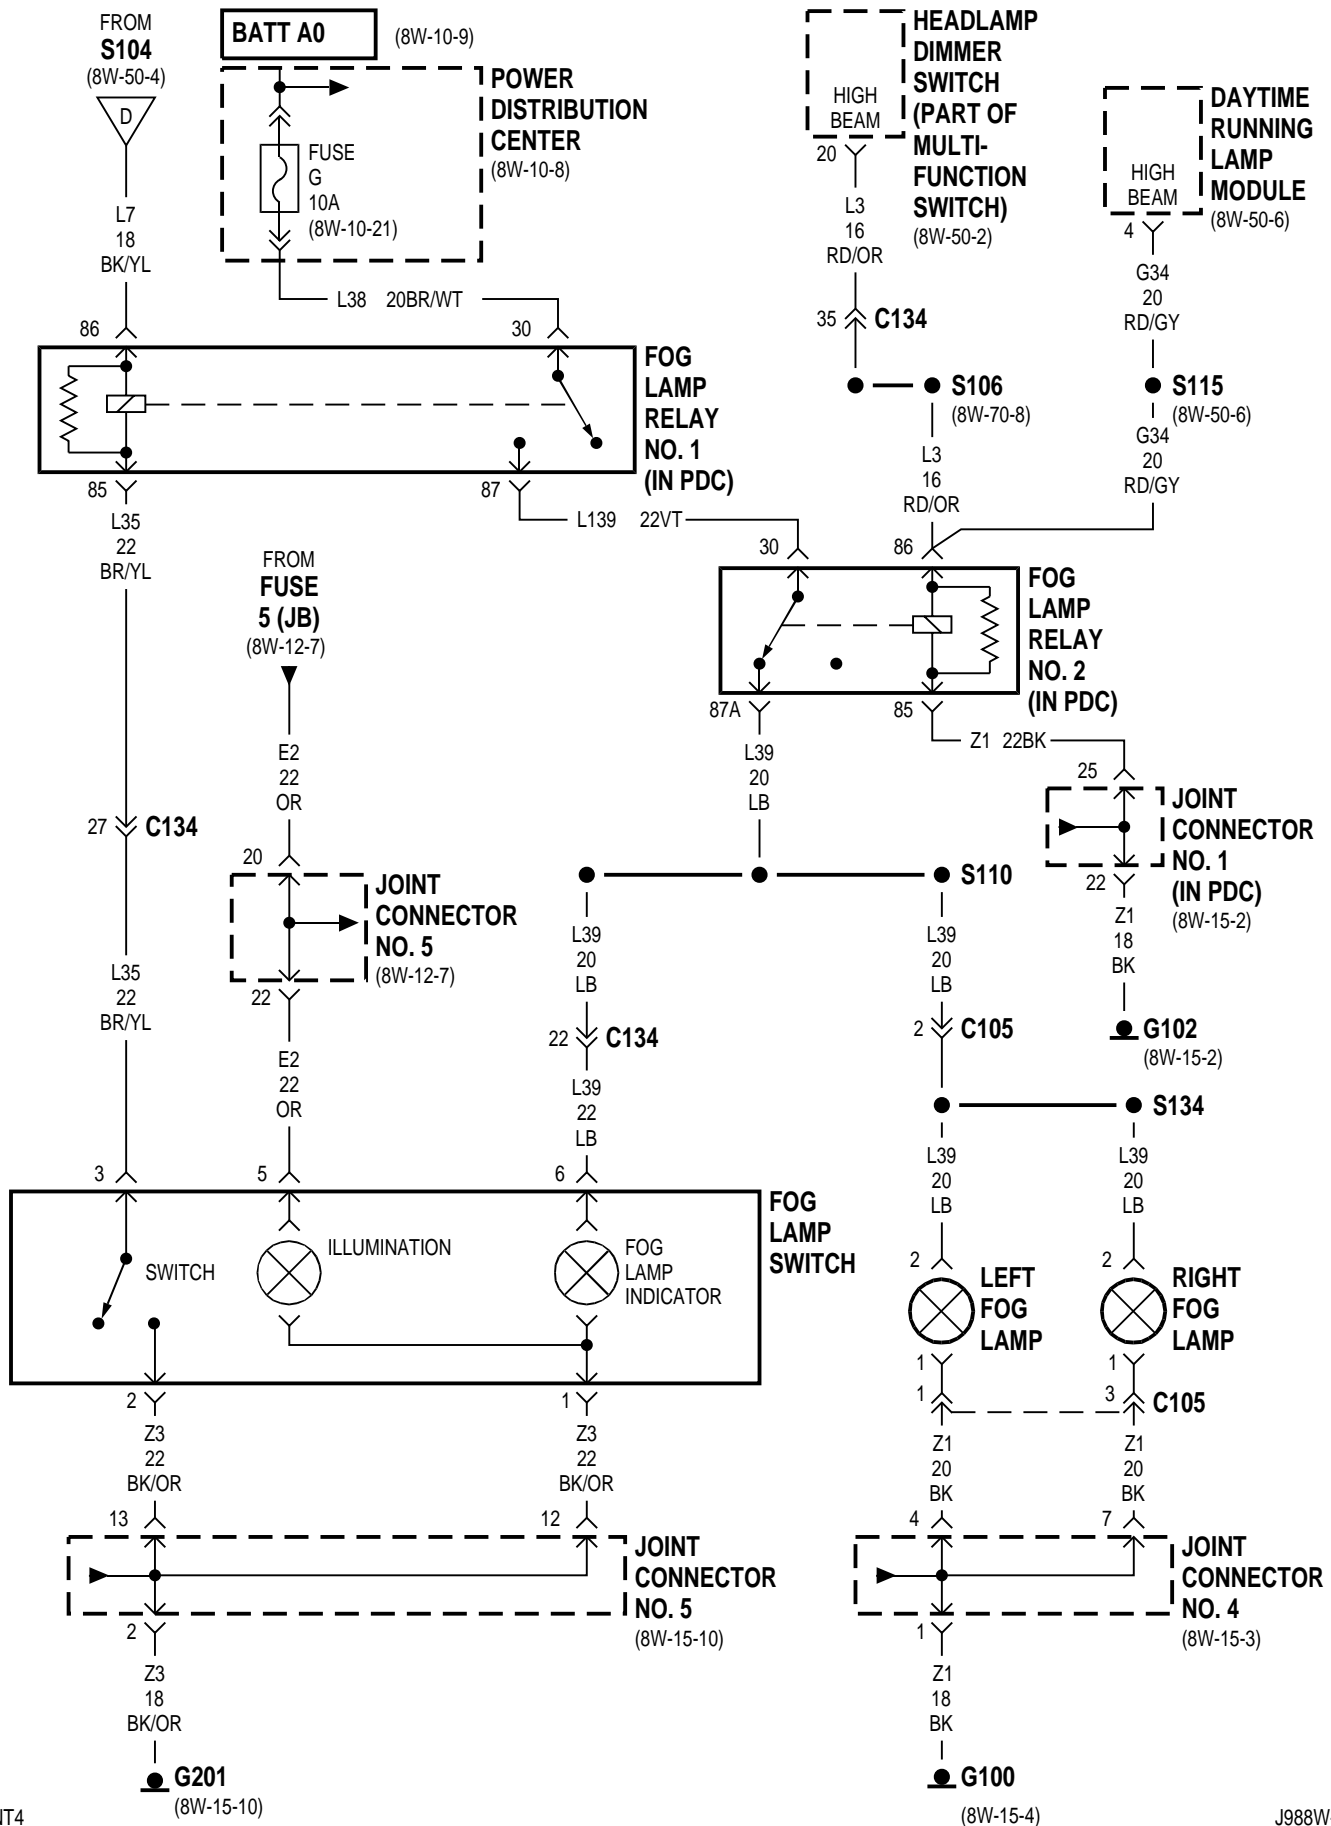 FROM
S104
(8W-50-4)
D
L7
18
BK/YL
86
BATT A0
(8W-10-9)
POWER
DISTRIBUTION
CENTER
(8W-10-8)
FUSE
G
10A
(8W-10-21)
L38 20BR/WT
30
HEADLAMP
DIMMER
SWITCH
(PART OF
MULTI-
FUNCTION
SWITCH)
(8W-50-2)
HIGH
BEAM
20
L3
16
RD/OR
35
C134
S106
(8W-70-8)
L3
16
RD/OR
DAYTIME
RUNNING
LAMP
MODULE
(8W-50-6)
HIGH
BEAM
4
G34
20
RD/GY
S115
(8W-50-6)
G34
20
RD/GY
FOG
LAMP
RELAY
NO. 1
(IN PDC)
85
87
L35
22
BR/YL
L139 22VT
30
86
FOG
LAMP
RELAY
NO. 2
(IN PDC)
87A
85
FROM
FUSE
5 (JB)
(8W-12-7)
E2
22
OR
L39
20
LB
Z1 22BK
25
JOINT
CONNECTOR
NO. 1
(IN PDC)
(8W-15-2)
22
Z1
18
BK
G102
(8W-15-2)
27
C134
20
JOINT
CONNECTOR
NO. 5
(8W-12-7)
22
S110
L35
22
BR/YL
E2
22
OR
L39
20
LB
22
C134
L39
22
LB
L39
20
LB
2
C105
S134
L39
20
LB
L39
20
LB
3
5
6
FOG
LAMP
SWITCH
SWITCH
ILLUMINATION
FOG
LAMP
INDICATOR
2
LEFT
FOG
LAMP
2
RIGHT
FOG
LAMP
1
1
1
3
C105
2
1
Z3
22
BK/OR
Z3
22
BK/OR
Z1
20
BK
Z1
20
BK
13
12
4
7
JOINT
CONNECTOR
NO. 5
(8W-15-10)
JOINT
CONNECTOR
NO. 4
(8W-15-3)
2
1
Z3
18
BK/OR
Z1
18
BK
G201
(8W-15-10)
G100
(8W-15-4)
NT4
J988W